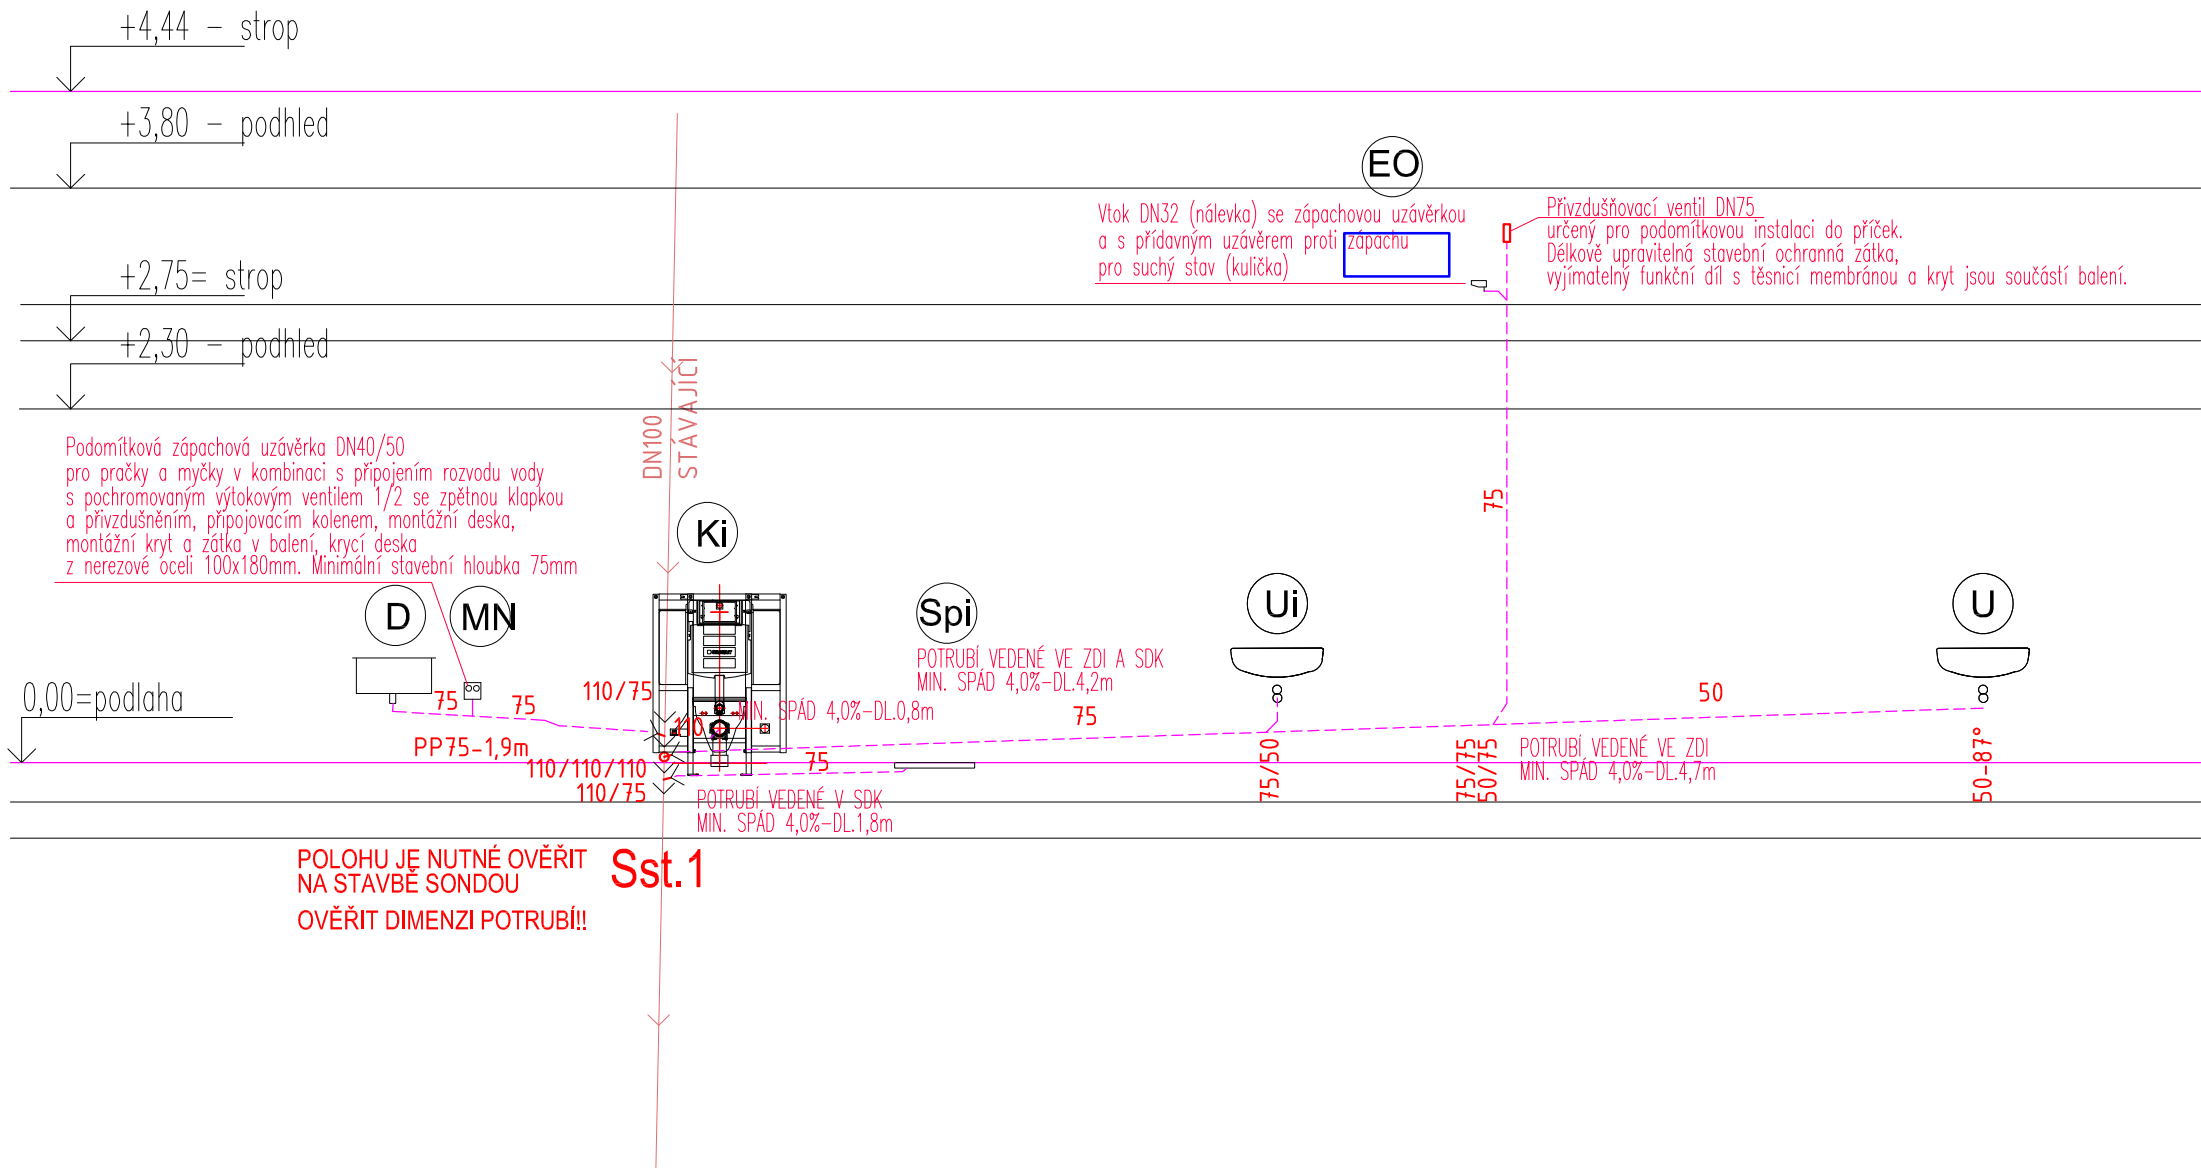 +4,44 - strop
+3,80 - podhled
EO
Vtok DN32 (nálevka) se zápachovou uzávěrkou
a s přídavným uzávěrem proti zápachu
pro suchý stav (kulička)
Přivzdušňovací ventil DN75
určený pro podomítkovou instalaci do příček.
Délkově upravitelná stavební ochranná zátka,
vyjímatelný funkční díl s těsnicí membránou a kryt jsou součástí balení.
+2,75= strop
+2,30 - podhled
DN100
STÁVAJÍCÍ
Podomítková zápachová uzávěrka DN40/50
pro pračky a myčky v kombinaci s připojením rozvodu vody
s pochromovaným výtokovým ventilem 1/2 se zpětnou klapkou
a přivzdušněním, připojovacím kolenem, montážní deska,
montážní kryt a zátka v balení, krycí deska
z nerezové oceli 100x180mm. Minimální stavební hloubka 75mm
75
Ki
D
MN
Spi
Ui
U
POTRUBÍ VEDENÉ VE ZDI A SDK
MIN. SPÁD 4,0%-DL.4,2m
0,00=podlaha
75
75
110/75
110
MIN. SPÁD 4,0%-DL.0,8m
75
50
PP75-1,9m
110/110/110
110/75
75
75/50
75/75
50/75
POTRUBÍ VEDENÉ VE ZDI
MIN. SPÁD 4,0%-DL.4,7m
50-87°
POTRUBÍ VEDENÉ V SDK
MIN. SPÁD 4,0%-DL.1,8m
POLOHU JE NUTNÉ OVĚŘIT
NA STAVBĚ SONDOU
OVĚŘIT DIMENZI POTRUBÍ!!
Sst.1